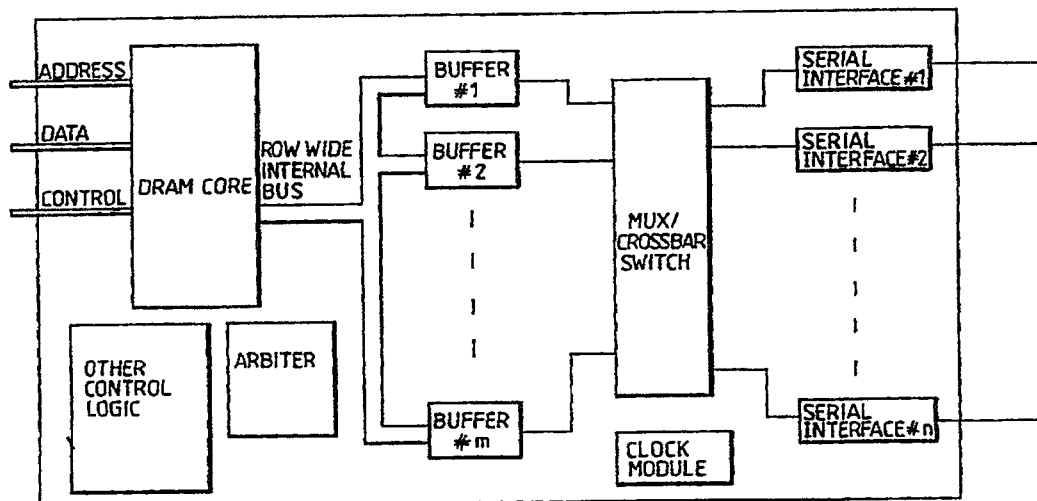 ADDRESS
DATA
CONTROL
DRAM CORE
ROW WIDE
INTERNAL
BUS
BUFFER
#1
BUFFER
#2
BUFFER
#m
MUX/
CROSSBAR
SWITCH
SERIAL
INTERFACE#1
SERIAL
INTERFACE#2
SERIAL
INTERFACE#n
OTHER
CONTROL
LOGIC
ARBITER
CLOCK
MODULE